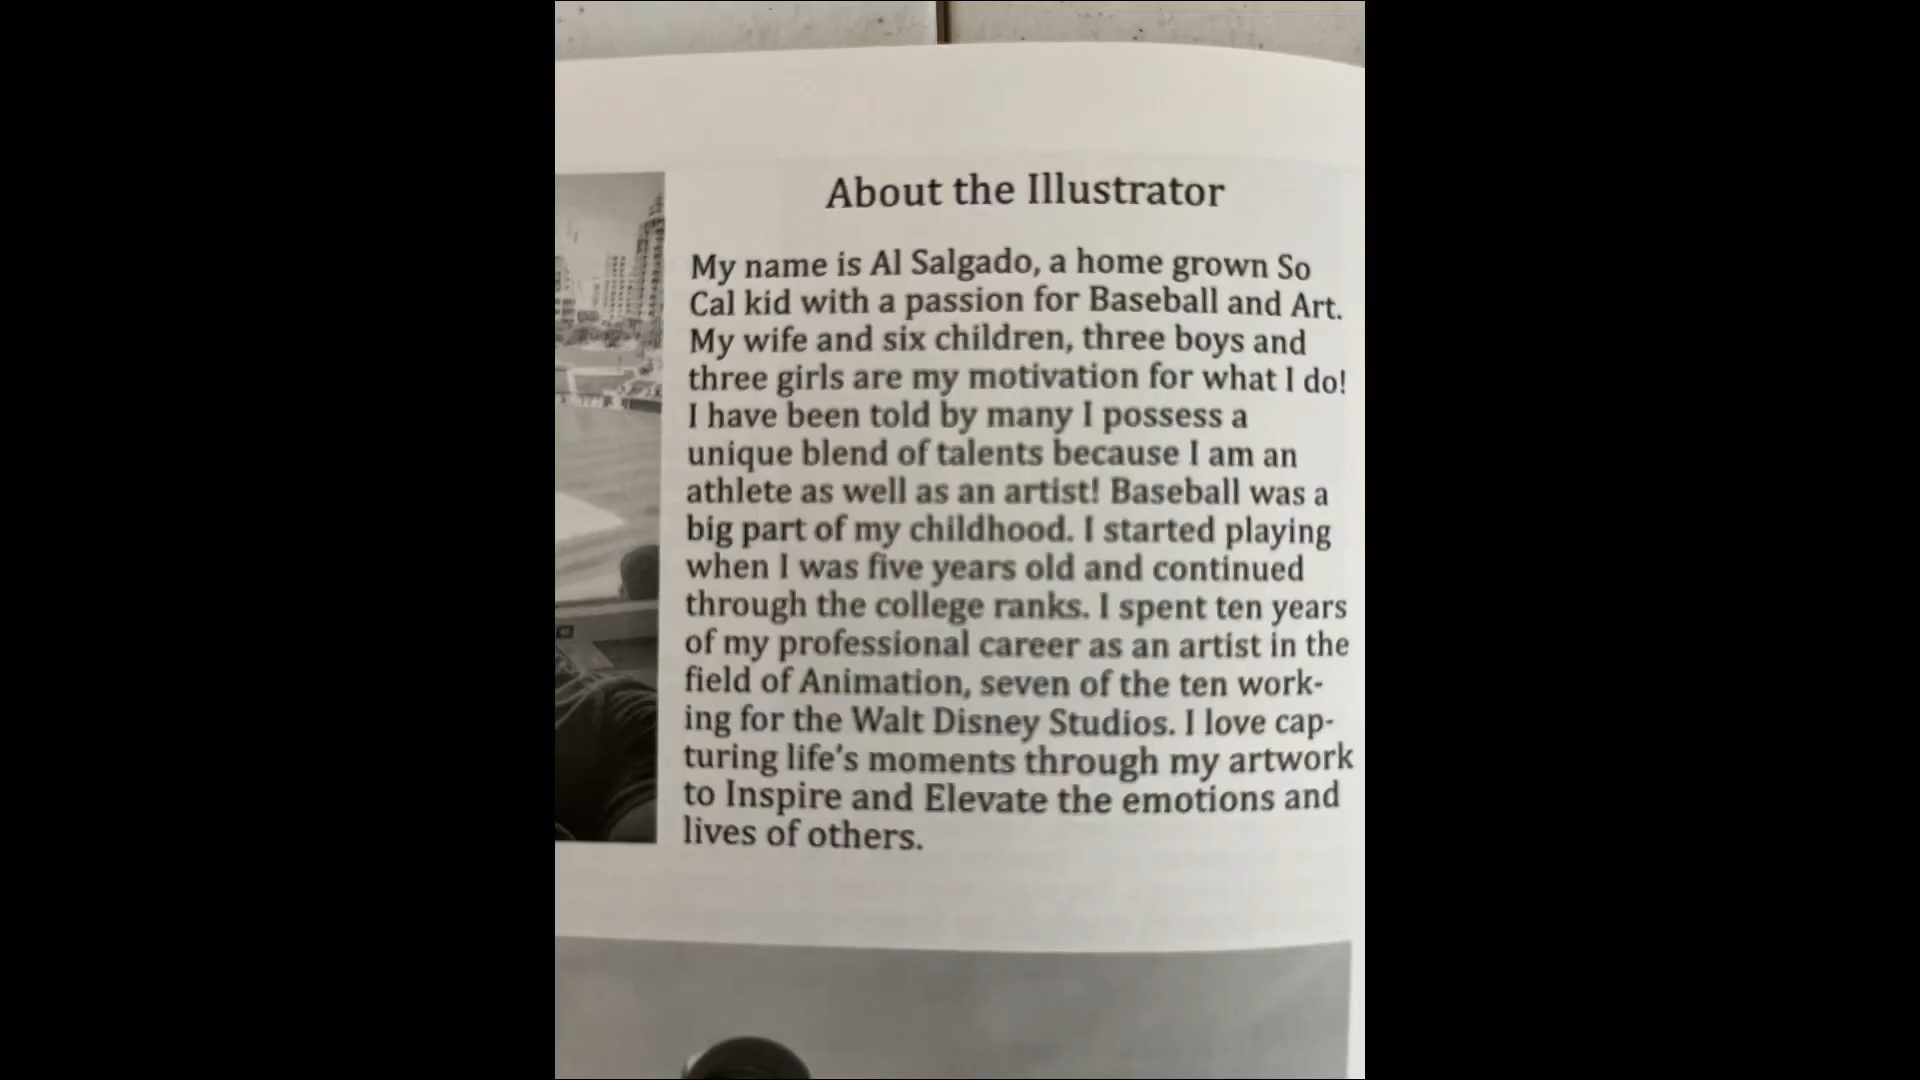 About the Illustrator
My name is Al Salgado, a home grown So
Cal kid with a passion for Baseball and Art.
My wife and six children, three boys and
three girls are my motivation for what I do!
I have been told by many I possess a
unique blend of talents because I am an
athlete as well as an artist! Baseball was a
big part of my childhood. I started playing
when I was five years old and continued
through the college ranks. I spent ten years
of my professional career as an artist in the
field of Animation, seven of the ten work-
ing for the Walt Disney Studios. I love cap-
turing life's moments through my artwork
to Inspire and Elevate the emotions and
lives of others.